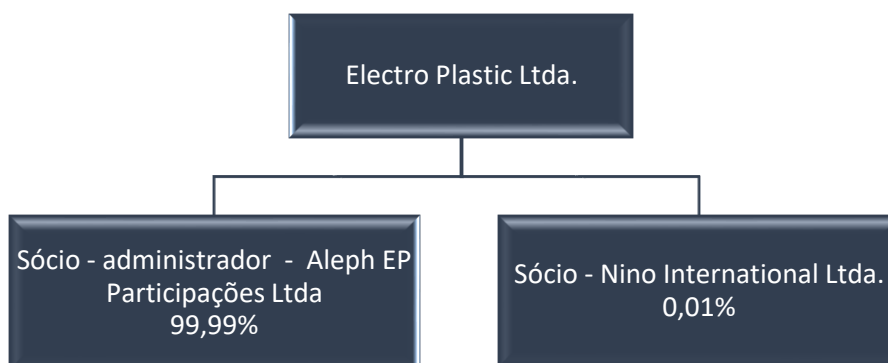 Electro Plastic Ltda.
Sócio - administrador - Aleph EP
Participações Ltda
99,99%
Sócio - Nino International Ltda.
0,01%